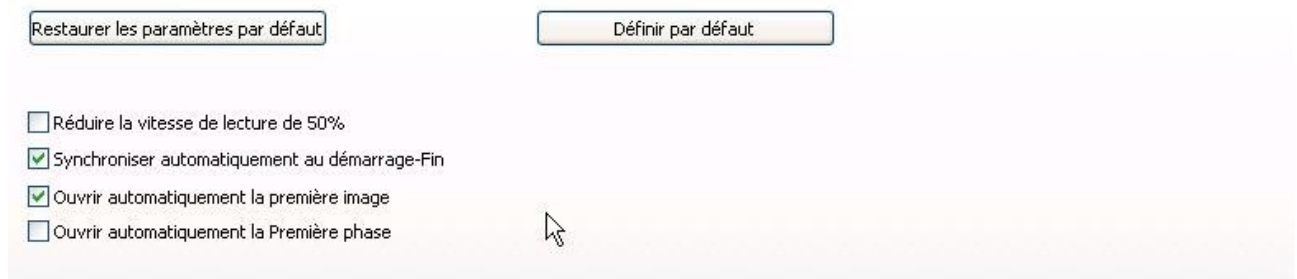 Restaurer les paramètres par défaut
Définir par défaut
Réduire la vitesse de lecture de 50%
Synchroniser automatiquement au démarrage-Fin
Ouvrir automatiquement la première image
Ouvrir automatiquement la Première phase